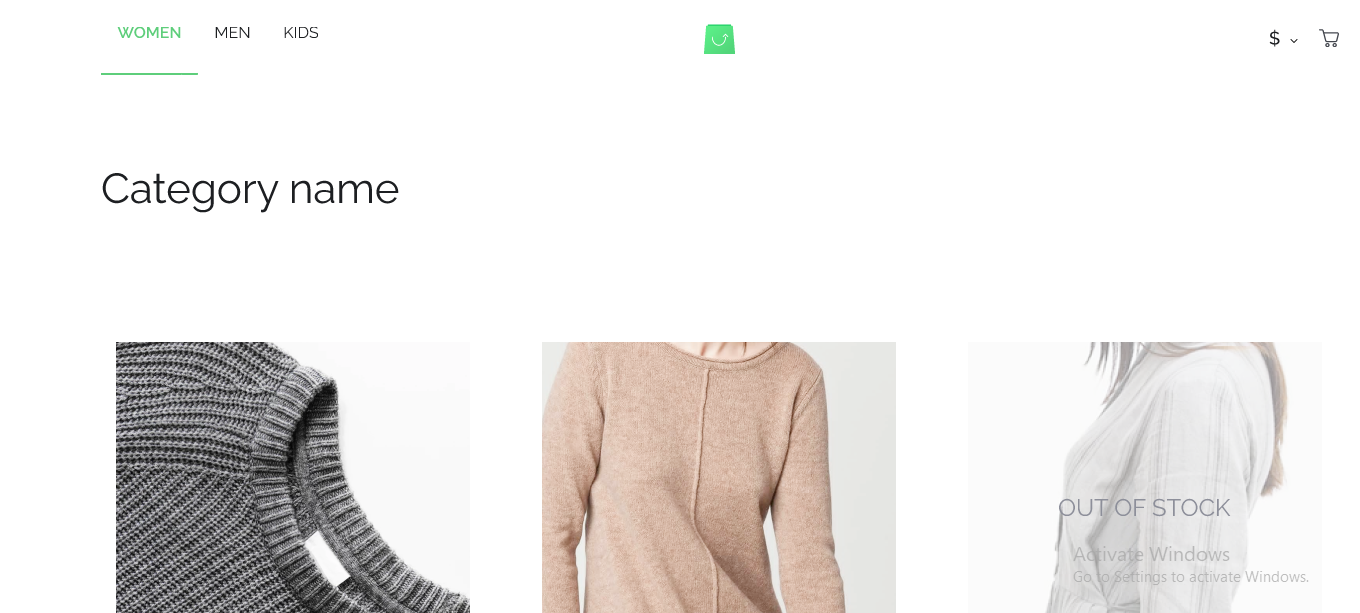 WOMEN MEN KIDS $
Category name
OUT OF STOCK
Activate Windows
Go to Settings to activate Windows.